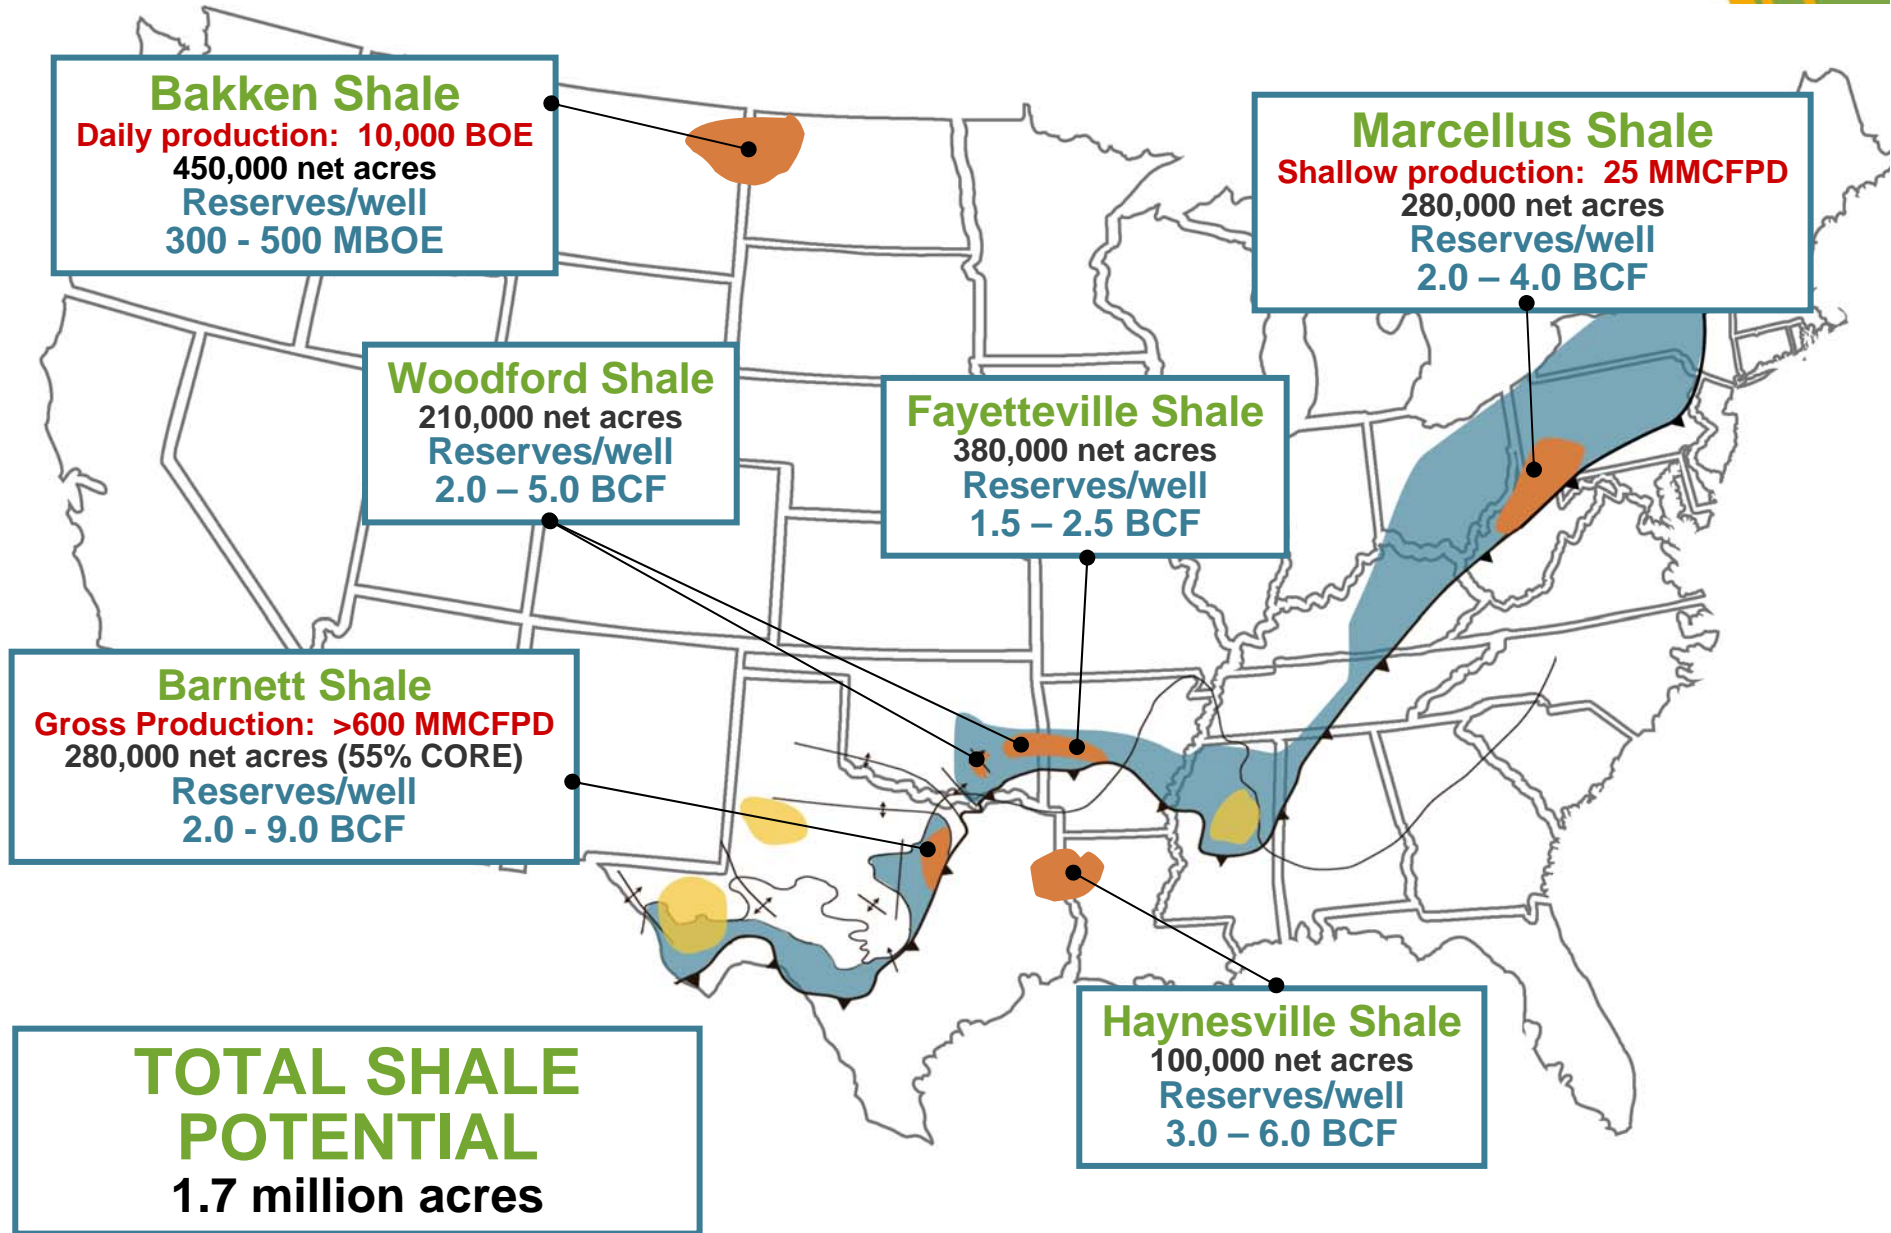 Bakken Shale
Daily production:  10,000 BOE
450,000 net acres
Reserves/well
300 - 500 MBOE
Marcellus Shale
Shallow production:  25 MMCFPD
280,000 net acres
Reserves/well
2.0 – 4.0 BCF
Woodford Shale
210,000 net acres
Reserves/well
2.0 – 5.0 BCF
Fayetteville Shale
380,000 net acres
Reserves/well
1.5 – 2.5 BCF
Barnett Shale
Gross Production:  >600 MMCFPD
280,000 net acres (55% CORE)
Reserves/well
2.0 - 9.0 BCF
Haynesville Shale
100,000 net acres
Reserves/well
3.0 – 6.0 BCF
TOTAL SHALE
POTENTIAL
1.7 million acres